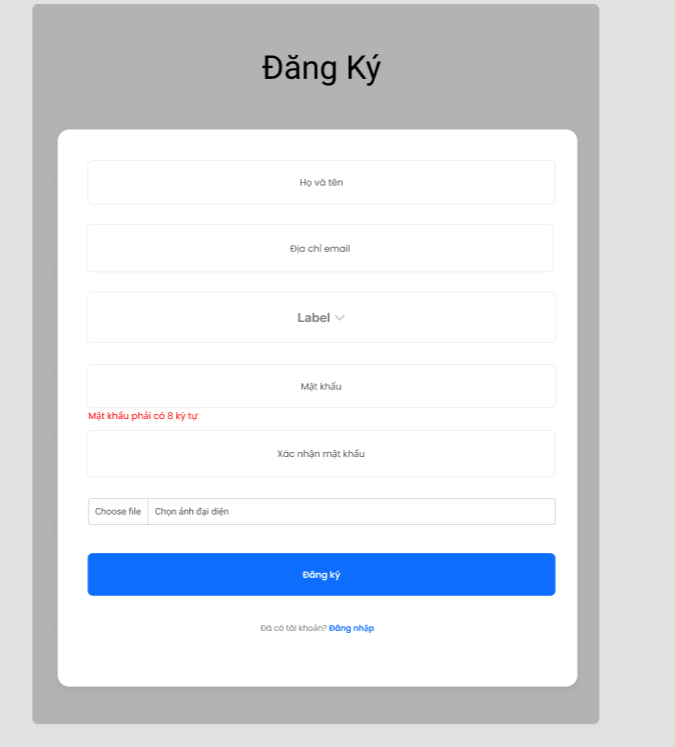 Đăng Ký
Họ và tên
Địa chỉ email
Label
Mật khẩu
Mật khẩu phải có 8 ký tự
Xác nhận mật khẩu
Choose file Chọn ảnh đại diện
Đăng ký
Đã có tài khoản? Đăng nhập